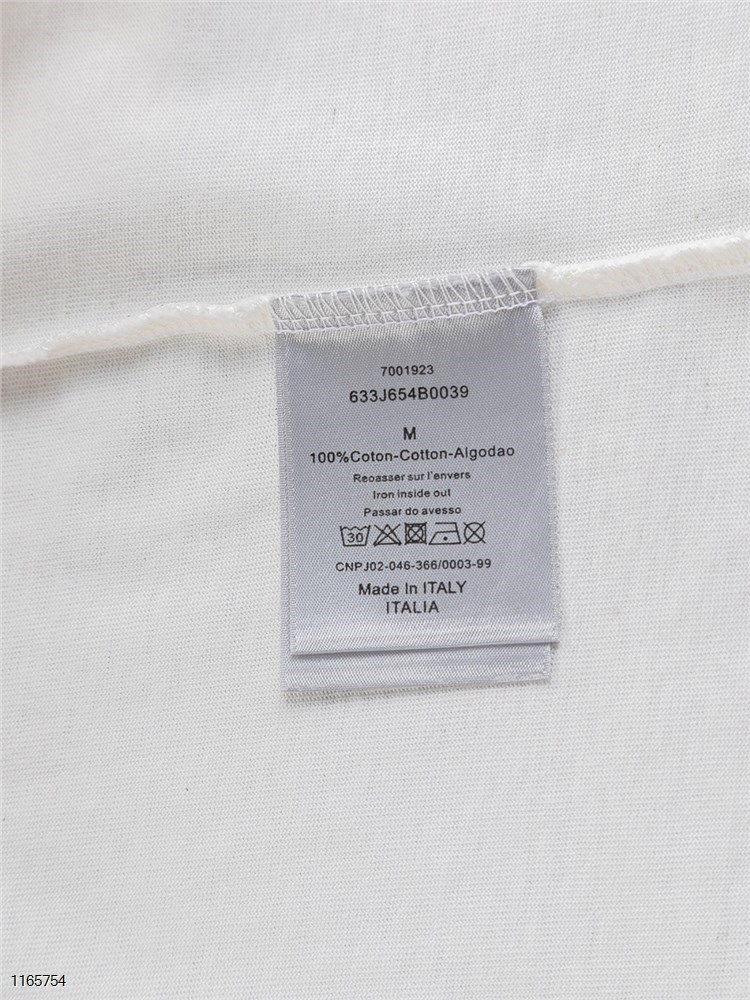 7001923
633J654B0039
M
100%Coton-Cotton-Algodao
Reoasser sur l'envers
Iron inside out
Passar do avesso
30
CNPJ02-046-366/0003-99
Made In ITALY
ITALIA
1165754